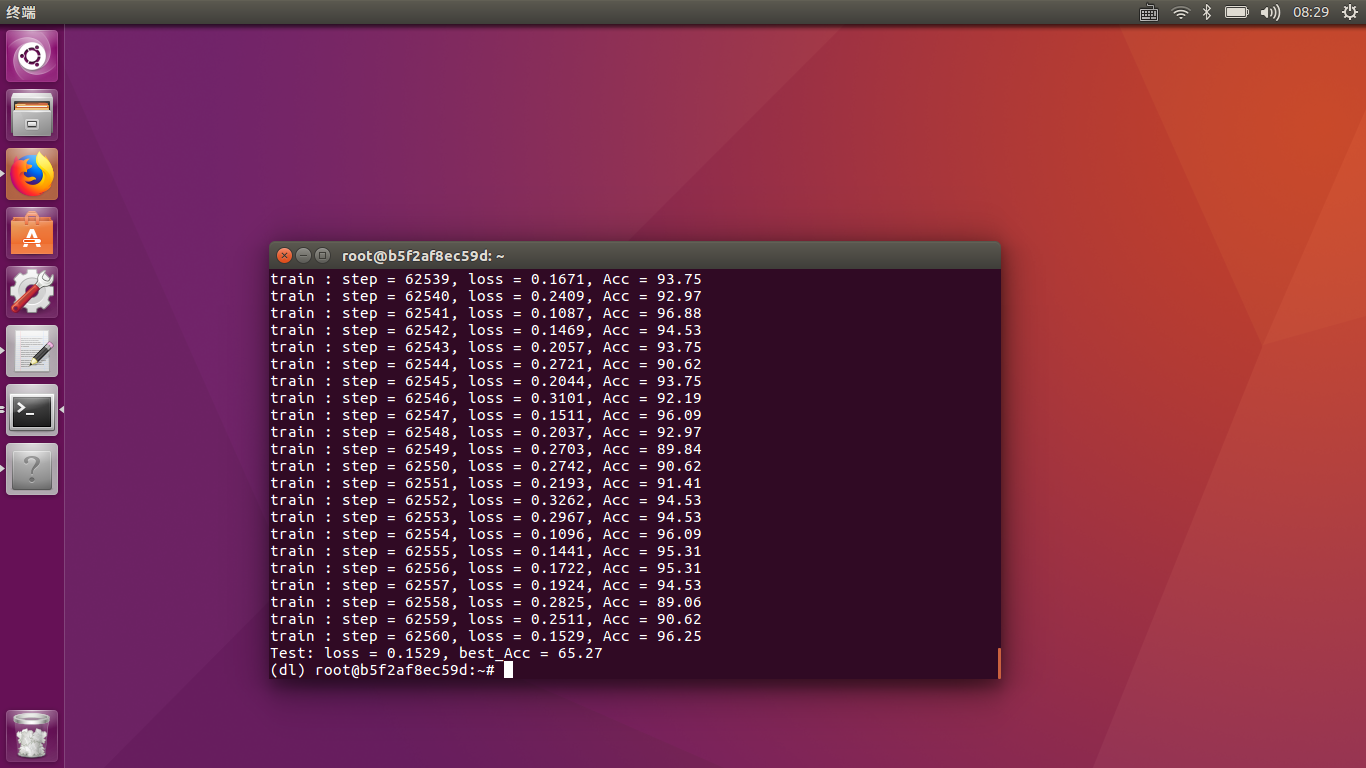 终端
08:29
root@b5f2af8ec59d: ~
train : step = 62539, loss = 0.1671, Acc = 93.75
train : step = 62540, loss = 0.2409, Acc = 92.97
train : step = 62541, loss = 0.1087, Acc = 96.88
train : step = 62542, loss = 0.1469, Acc = 94.53
train : step = 62543, loss = 0.2057, Acc = 93.75
train : step = 62544, loss = 0.2721, Acc = 90.62
train : step = 62545, loss = 0.2044, Acc = 93.75
train : step = 62546, loss = 0.3101, Acc = 92.19
train : step = 62547, loss = 0.1511, Acc = 96.09
train : step = 62548, loss = 0.2037, Acc = 92.97
train : step = 62549, loss = 0.2703, Acc = 89.84
train : step = 62550, loss = 0.2742, Acc = 90.62
train : step = 62551, loss = 0.2193, Acc = 91.41
train : step = 62552, loss = 0.3262, Acc = 94.53
train : step = 62553, loss = 0.2967, Acc = 94.53
train : step = 62554, loss = 0.1096, Acc = 96.09
train : step = 62555, loss = 0.1441, Acc = 95.31
train : step = 62556, loss = 0.1722, Acc = 95.31
train : step = 62557, loss = 0.1924, Acc = 94.53
train : step = 62558, loss = 0.2825, Acc = 89.06
train : step = 62559, loss = 0.2511, Acc = 90.62
train : step = 62560, loss = 0.1529, Acc = 96.25
Test: loss = 0.1529, best_Acc = 65.27
(dl) root@b5f2af8ec59d:~#